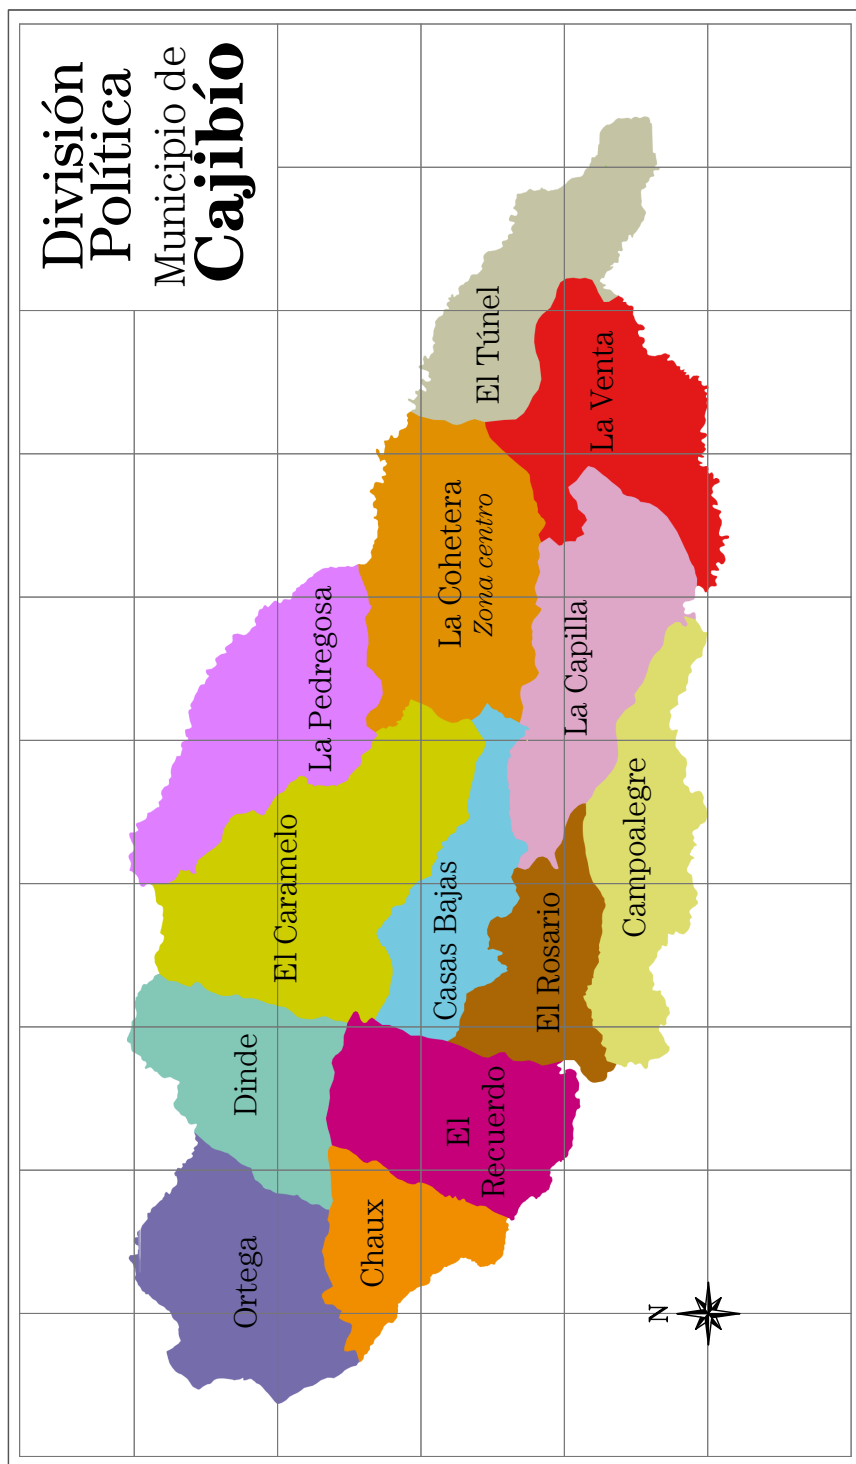 División
Política
Municipio de
Cajibío
El Túnel
La Venta
La Cohetera
Zona centro
La Pedregosa
La Capilla
El Caramelo
Campoalegre
Casas Bajas
El Rosario
Dinde
El
Recuerdo
Chaux
Ortega
N